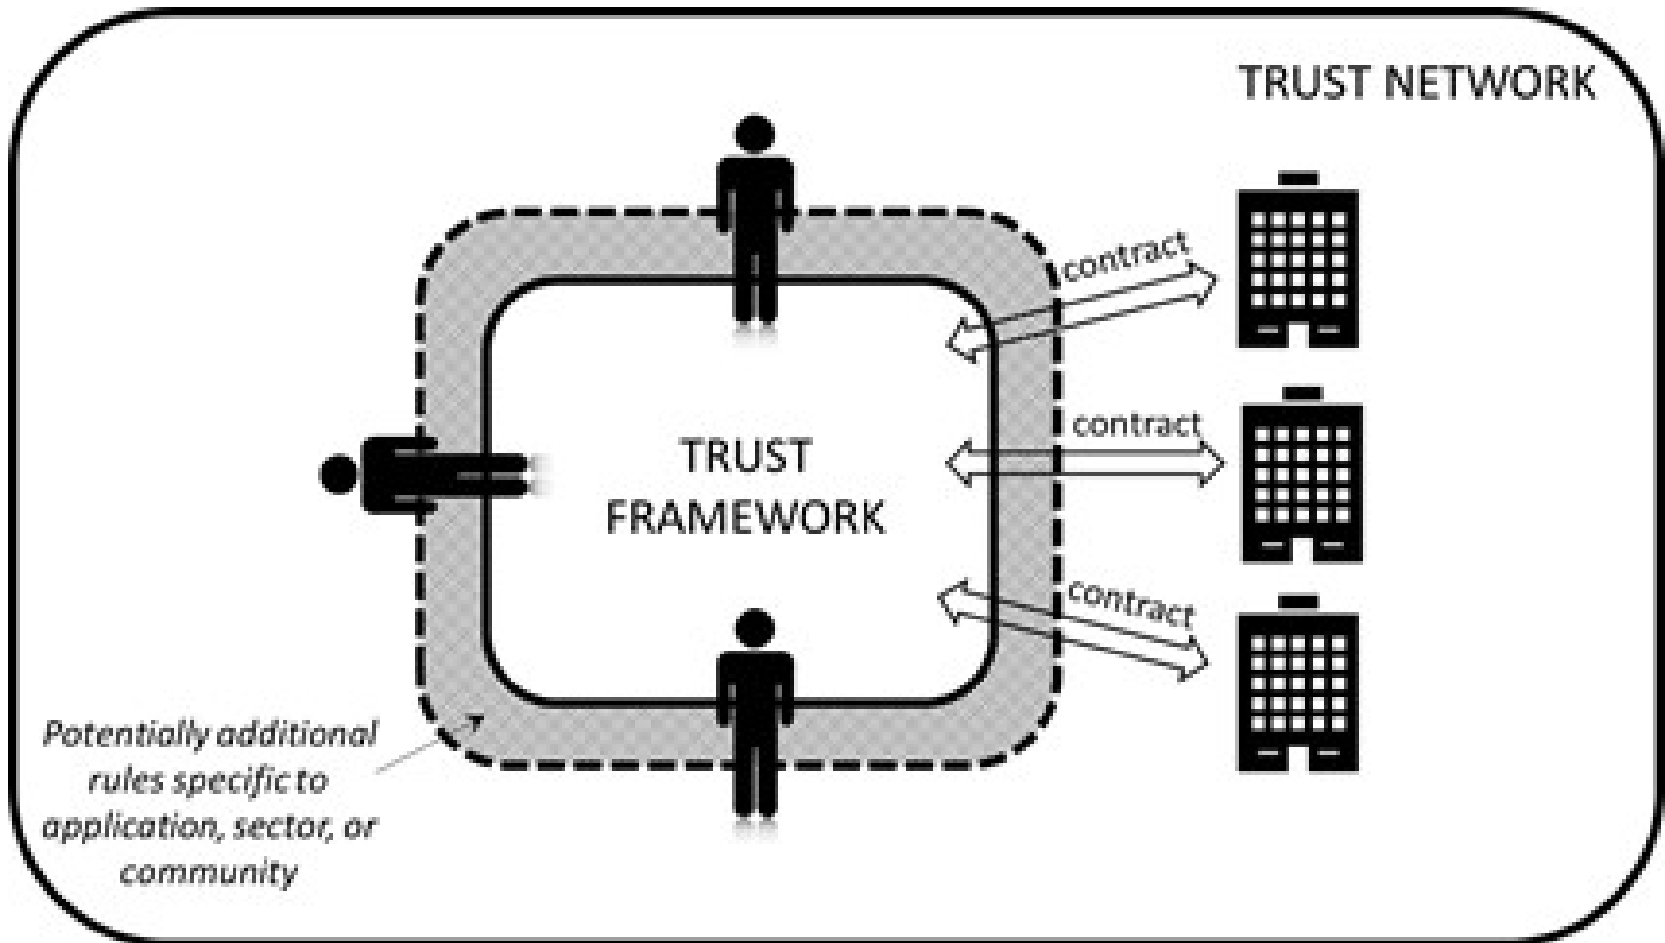 TRUST NETWORK
contract
contract
TRUST
FRAMEWORK
contract
Potentially additional
rules specific to
application, sector, or
community